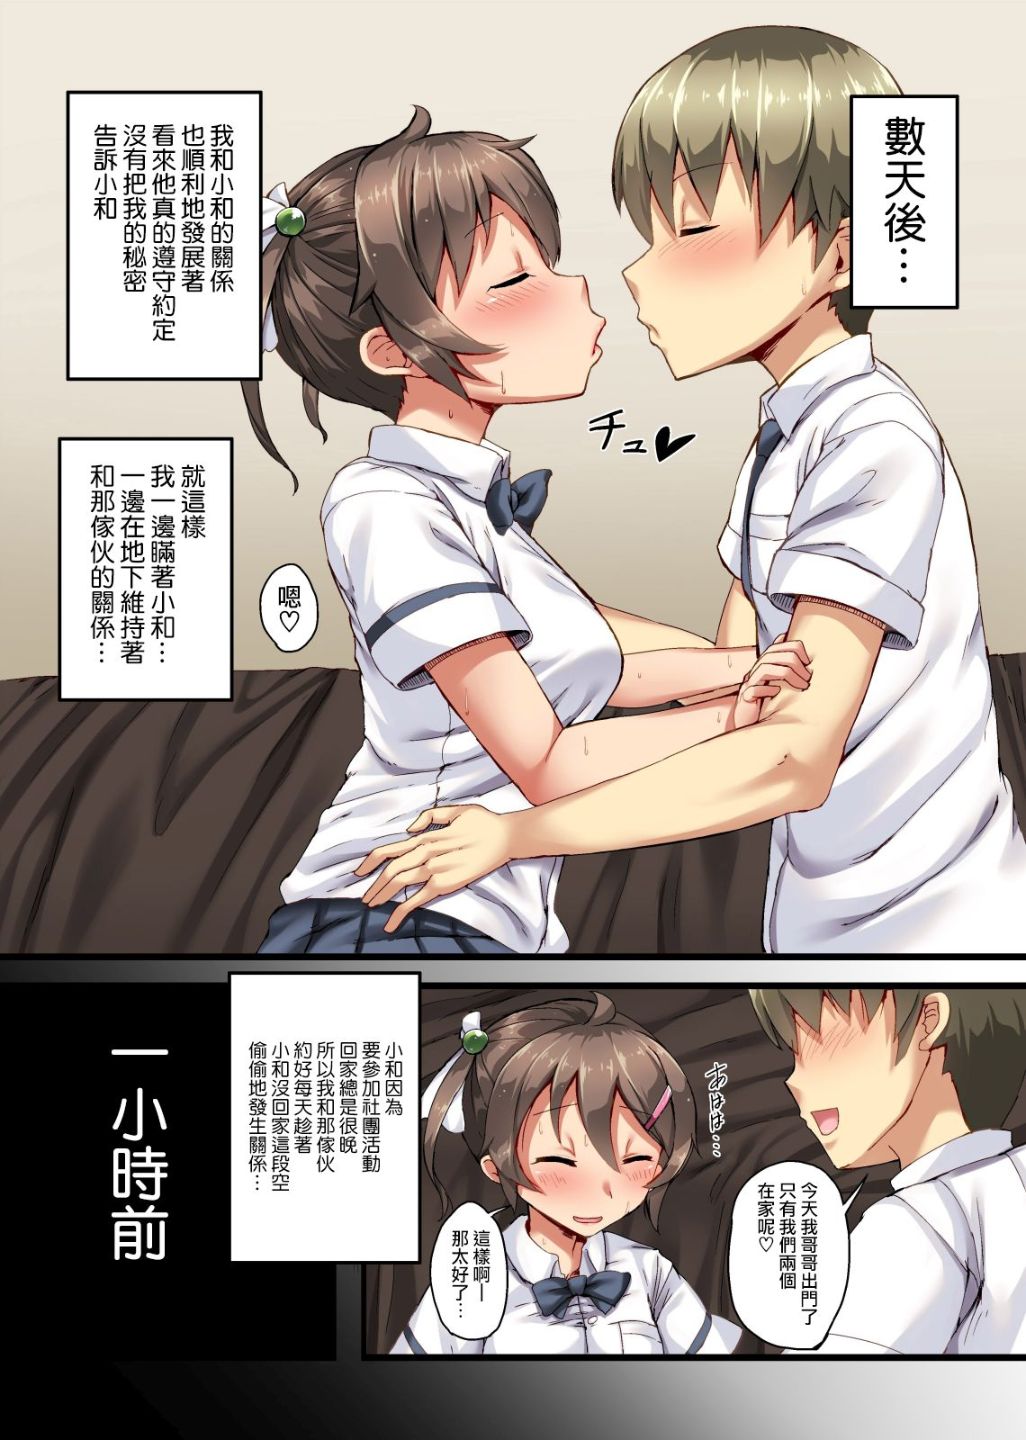 數天後…
我和小和的關係
也順利地發展著
看來他真的遵守約定
沒有把我的秘密
告訴小和
チュ♥
就這樣
我一邊瞞著小和…
一邊在地下維持著
和那傢伙的關係…
嗯♡
あはは…
今天我哥哥出門了
只有我們兩個
在家呢♡
這樣啊ー
那太好了…
小和因為
要參加社團活動
回家總是很晚
所以我和那傢伙
約好每天趁著
小和沒回家這段空
偷偷地發生關係…
一小時前